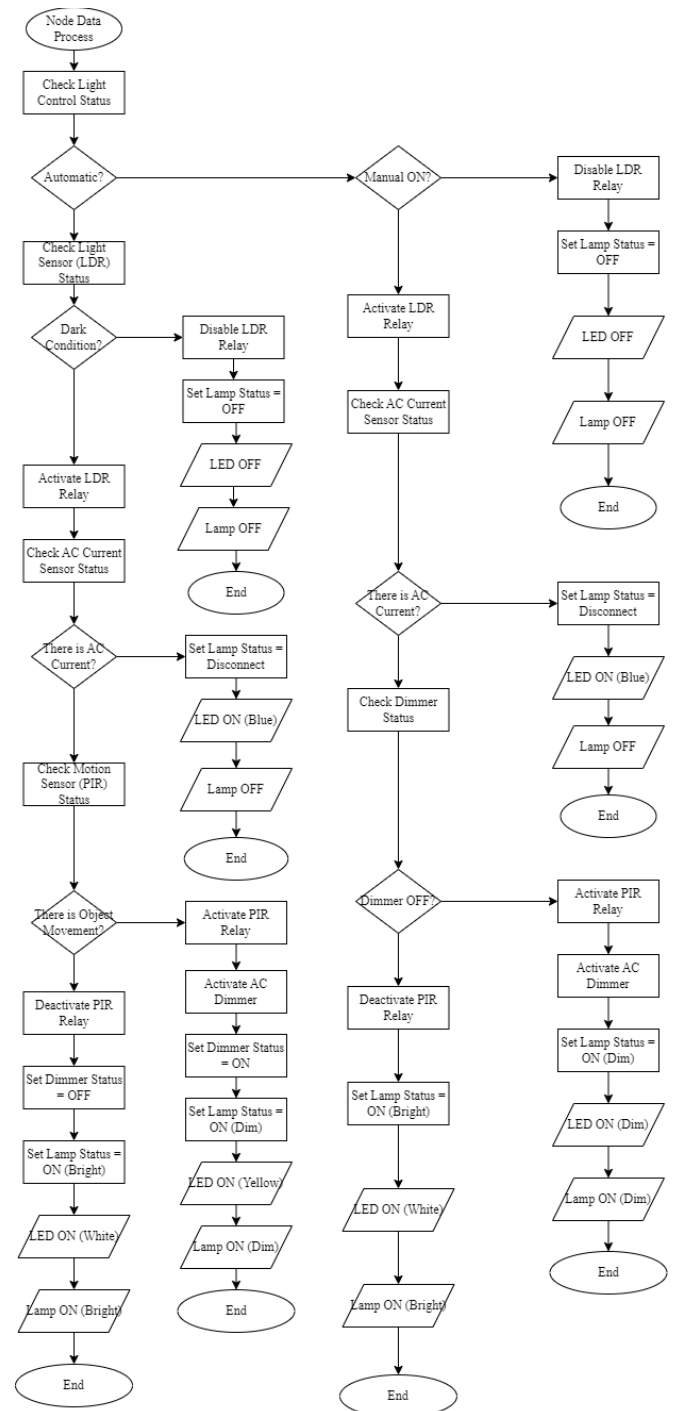 Node Data
Process
Check Light
Control Status
Automatic?
Check Light
Sensor (LDR)
Status
Dark
Condition?
Activate LDR
Relay
Check AC Current
Sensor Status
There is AC
Current?
Check Motion
Sensor (PIR)
Status
There is Object
Movement?
Deactivate PIR
Relay
Set Dimmer Status
= OFF
Set Lamp Status =
ON (Bright)
LED ON (White)
Lamp ON (Bright)
End
Disable LDR
Relay
Set Lamp Status =
OFF
LED OFF
Lamp OFF
End
Set Lamp Status =
Disconnect
LED ON (Blue)
Lamp OFF
End
Activate PIR
Relay
Activate AC
Dimmer
Set Dimmer Status
= ON
Set Lamp Status =
ON (Dim)
LED ON (Yellow)
Lamp ON (Dim)
End
Manual ON?
Activate LDR
Relay
Check AC Current
Sensor Status
There is AC
Current?
Check Dimmer
Status
Dimmer OFF?
Deactivate PIR
Relay
Set Lamp Status =
ON (Bright)
LED ON (White)
Lamp ON (Bright)
End
Disable LDR
Relay
Set Lamp Status =
OFF
LED OFF
Lamp OFF
End
Set Lamp Status =
Disconnect
LED ON (Blue)
Lamp OFF
End
Activate PIR
Relay
Activate AC
Dimmer
Set Lamp Status =
ON (Dim)
LED ON (Dim)
Lamp ON (Dim)
End